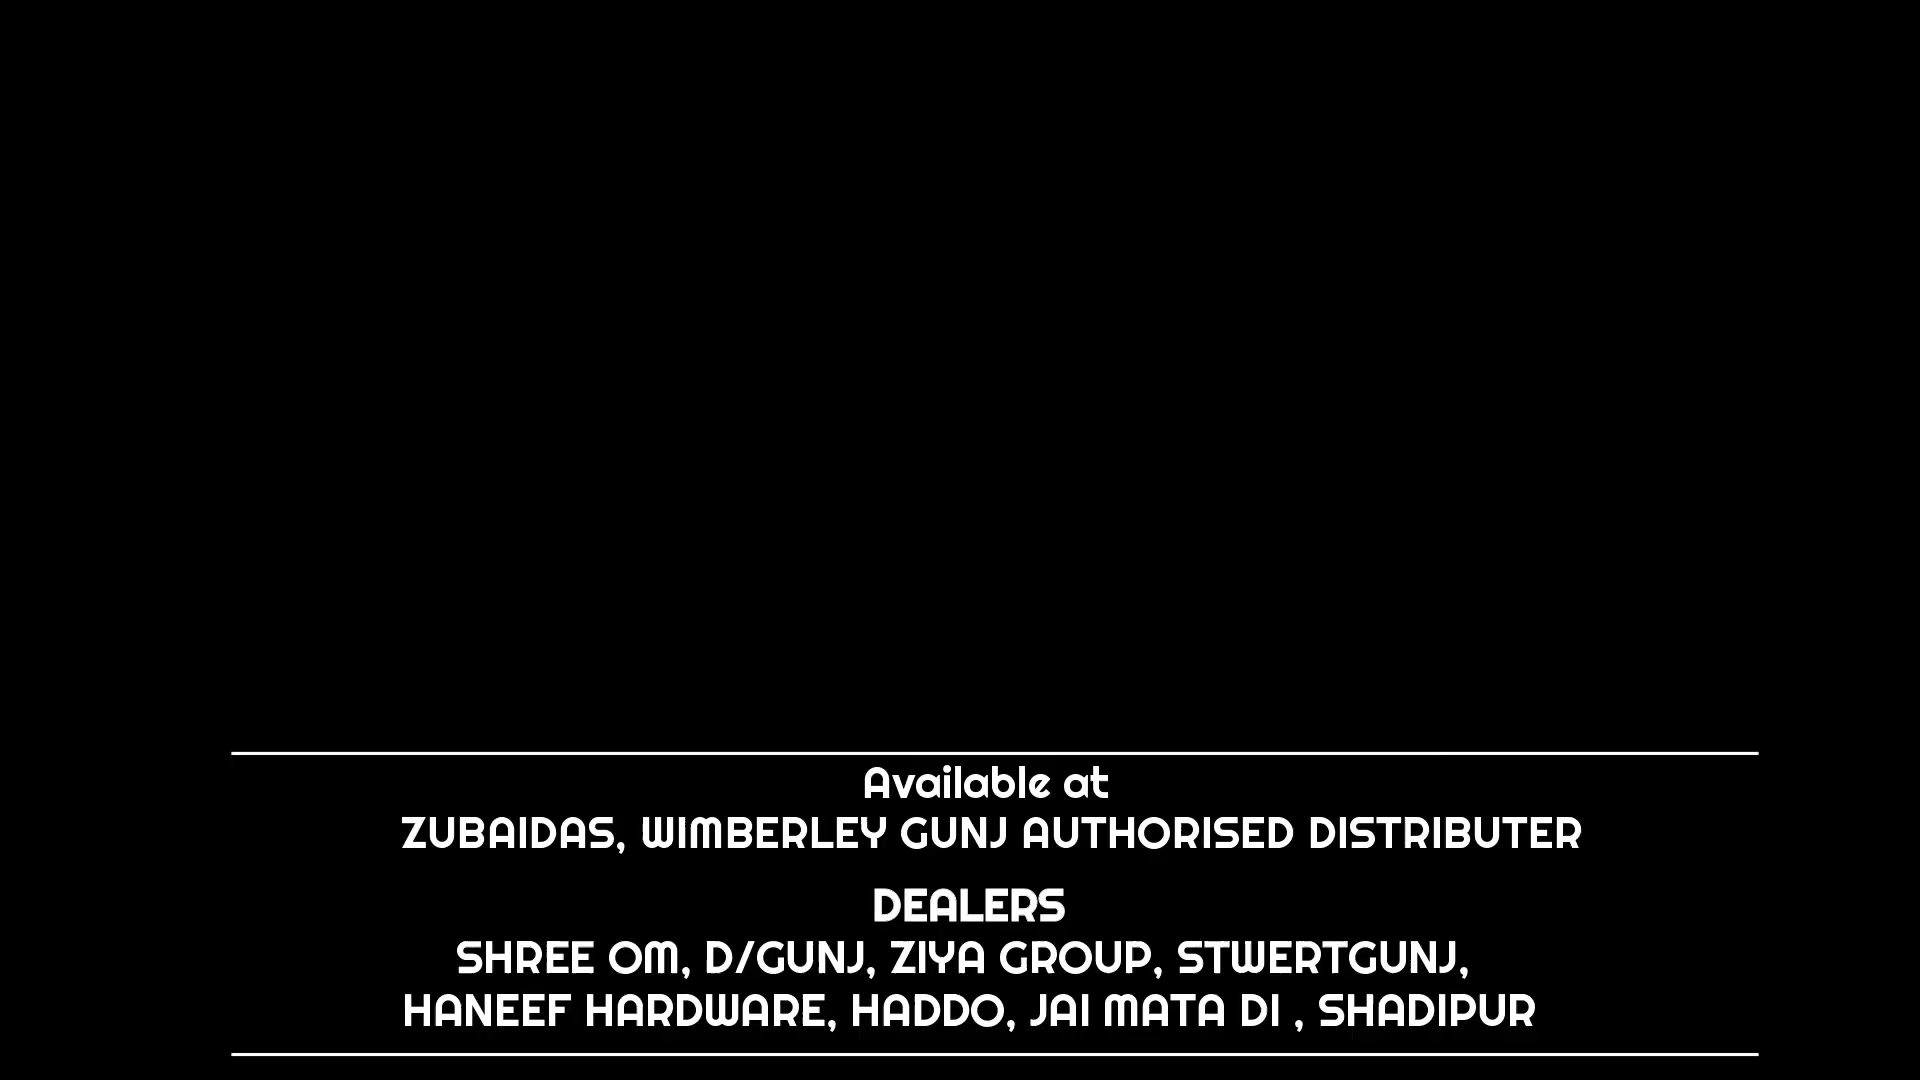 Available at
ZUBAIDAS, WIMBERLEY GUNJ AUTHORISED DISTRIBUTER
DEALERS
SHREE OM, D/GUNJ, ZIYA GROUP, STWERTGUNJ,
HANEEF HARDWARE, HADDO, JAI MATA DI , SHADIPUR